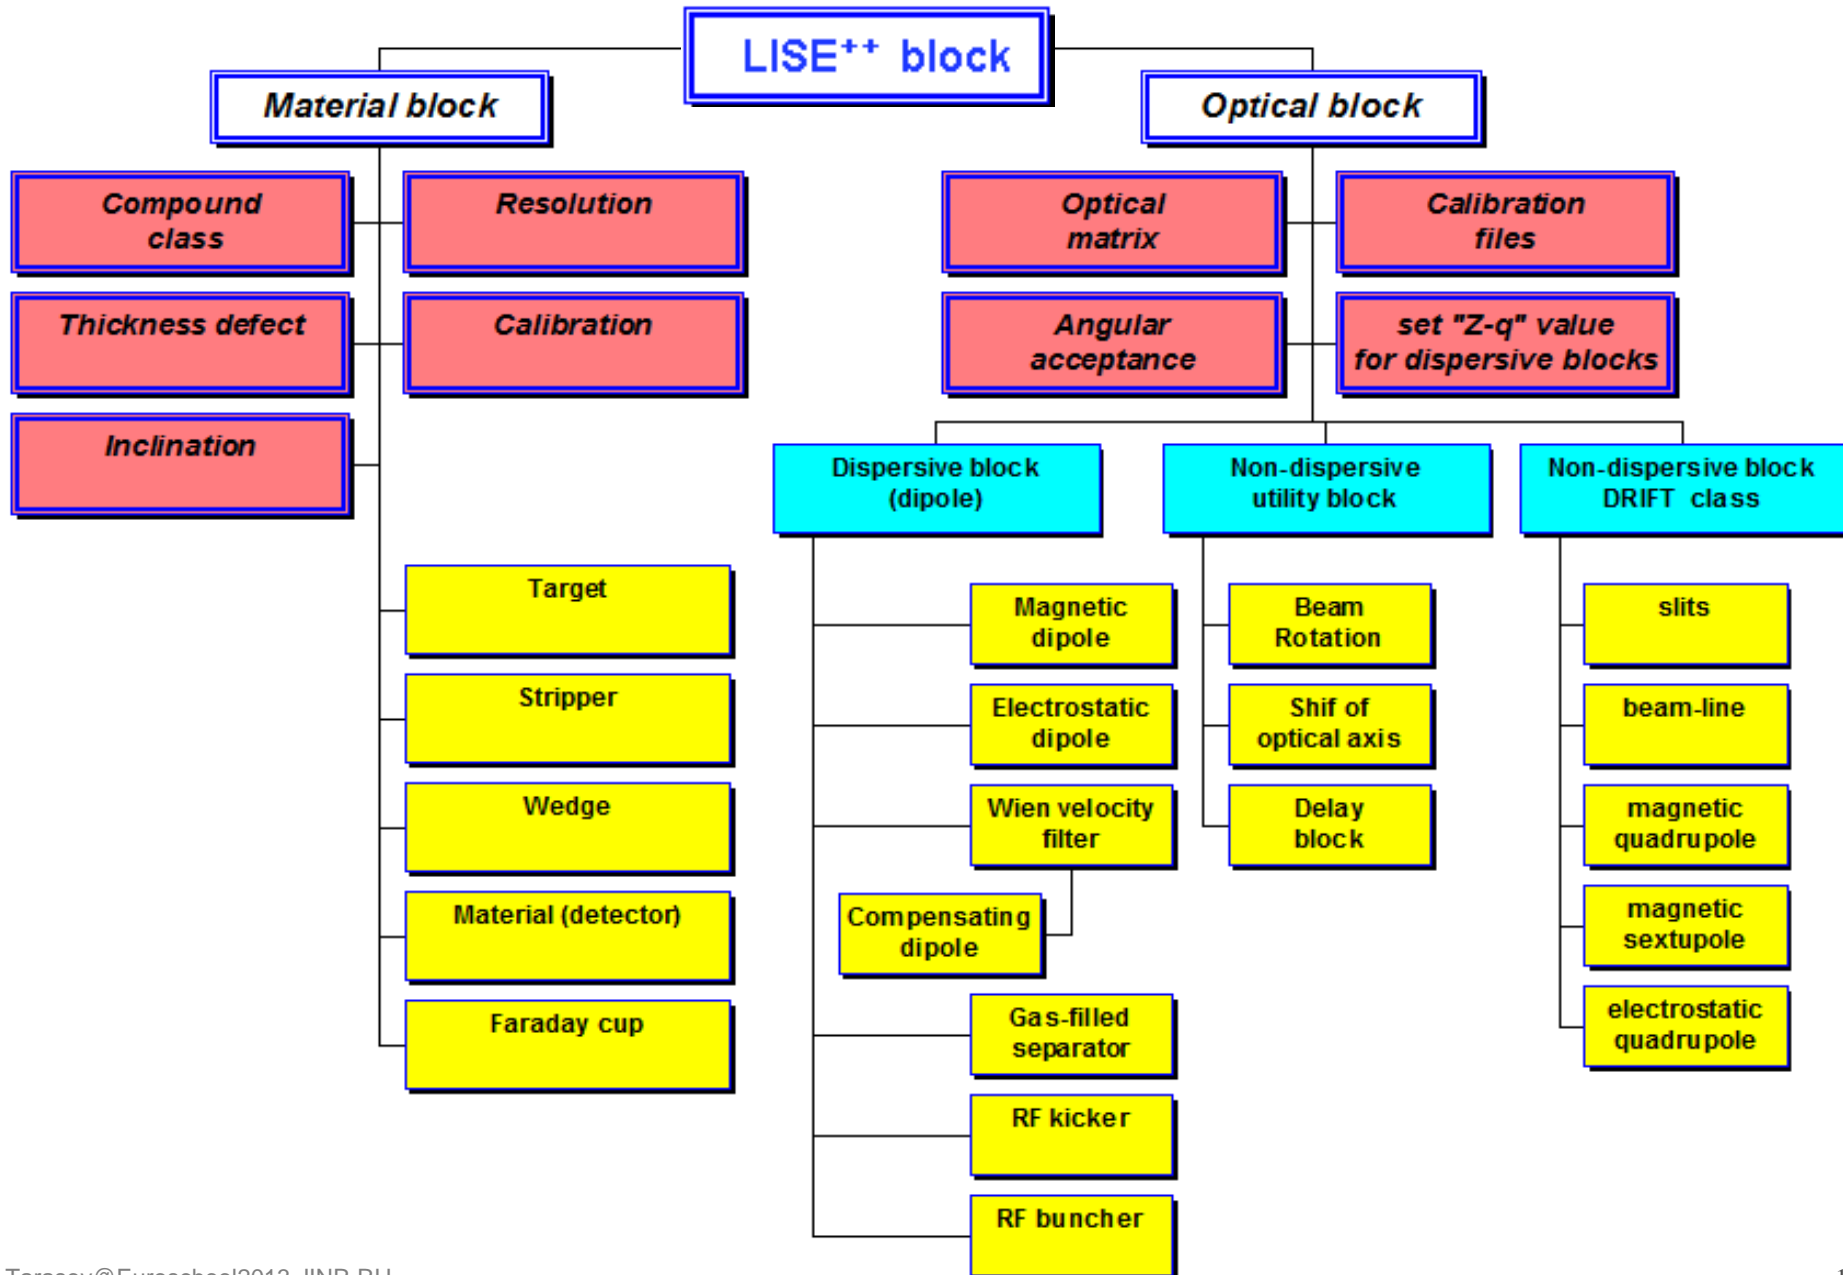 LISE++ block
Material block
Optical block
Compound
class
Resolution
Thickness defect
Calibration
Inclination
Optical
matrix
Calibration
files
Angular
acceptance
set "Z-q" value
for dispersive blocks
Dispersive block
(dipole)
Non-dispersive
utility block
Non-dispersive block
DRIFT class
Target
Stripper
Wedge
Material (detector)
Faraday cup
Magnetic
dipole
Electrostatic
dipole
Wien velocity
filter
Compensating
dipole
Gas-filled
separator
RF kicker
RF buncher
Beam
Rotation
Shif of
optical axis
Delay
block
slits
beam-line
magnetic
quadrupole
magnetic
sextupole
electrostatic
quadrupole